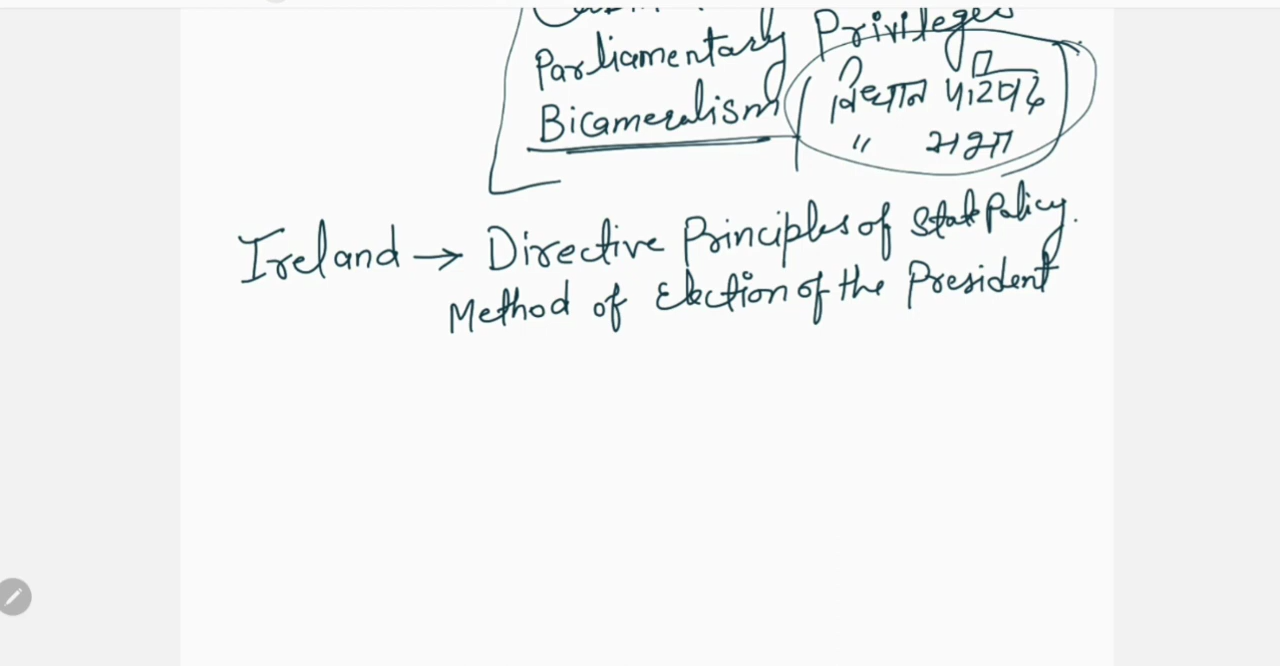 Parliamentary Privileges
Bicameralism ( विधान परिषद
" सभा
Ireland → Directive Principles of State Policy.
Method of Election of the President